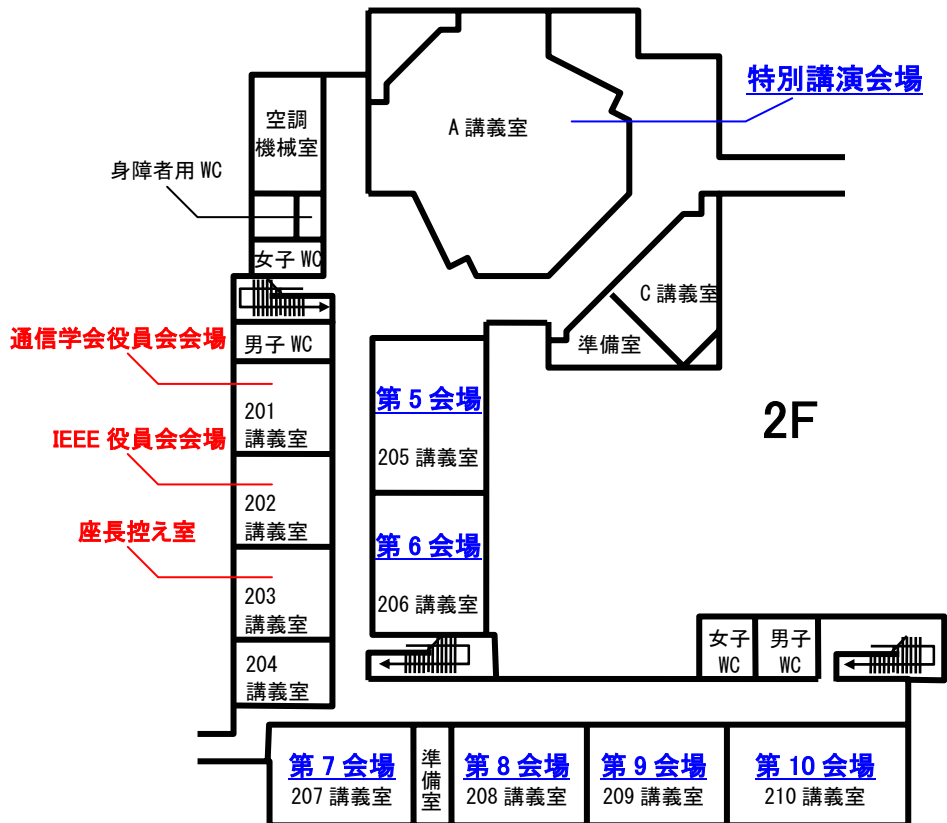 特別講演会場
A 講義室
空調
機械室
身障者用 WC
女子 WC
C 講義室
準備室
通信学会役員会会場
男子 WC
201
講義室
第 5 会場
205 講義室
2F
IEEE 役員会会場
202
講義室
座長控え室
第 6 会場
206 講義室
203
講義室
204
講義室
女子
WC
男子
WC
第 7 会場
207 講義室
準
備
室
第 8 会場
208 講義室
第 9 会場
209 講義室
第 10 会場
210 講義室